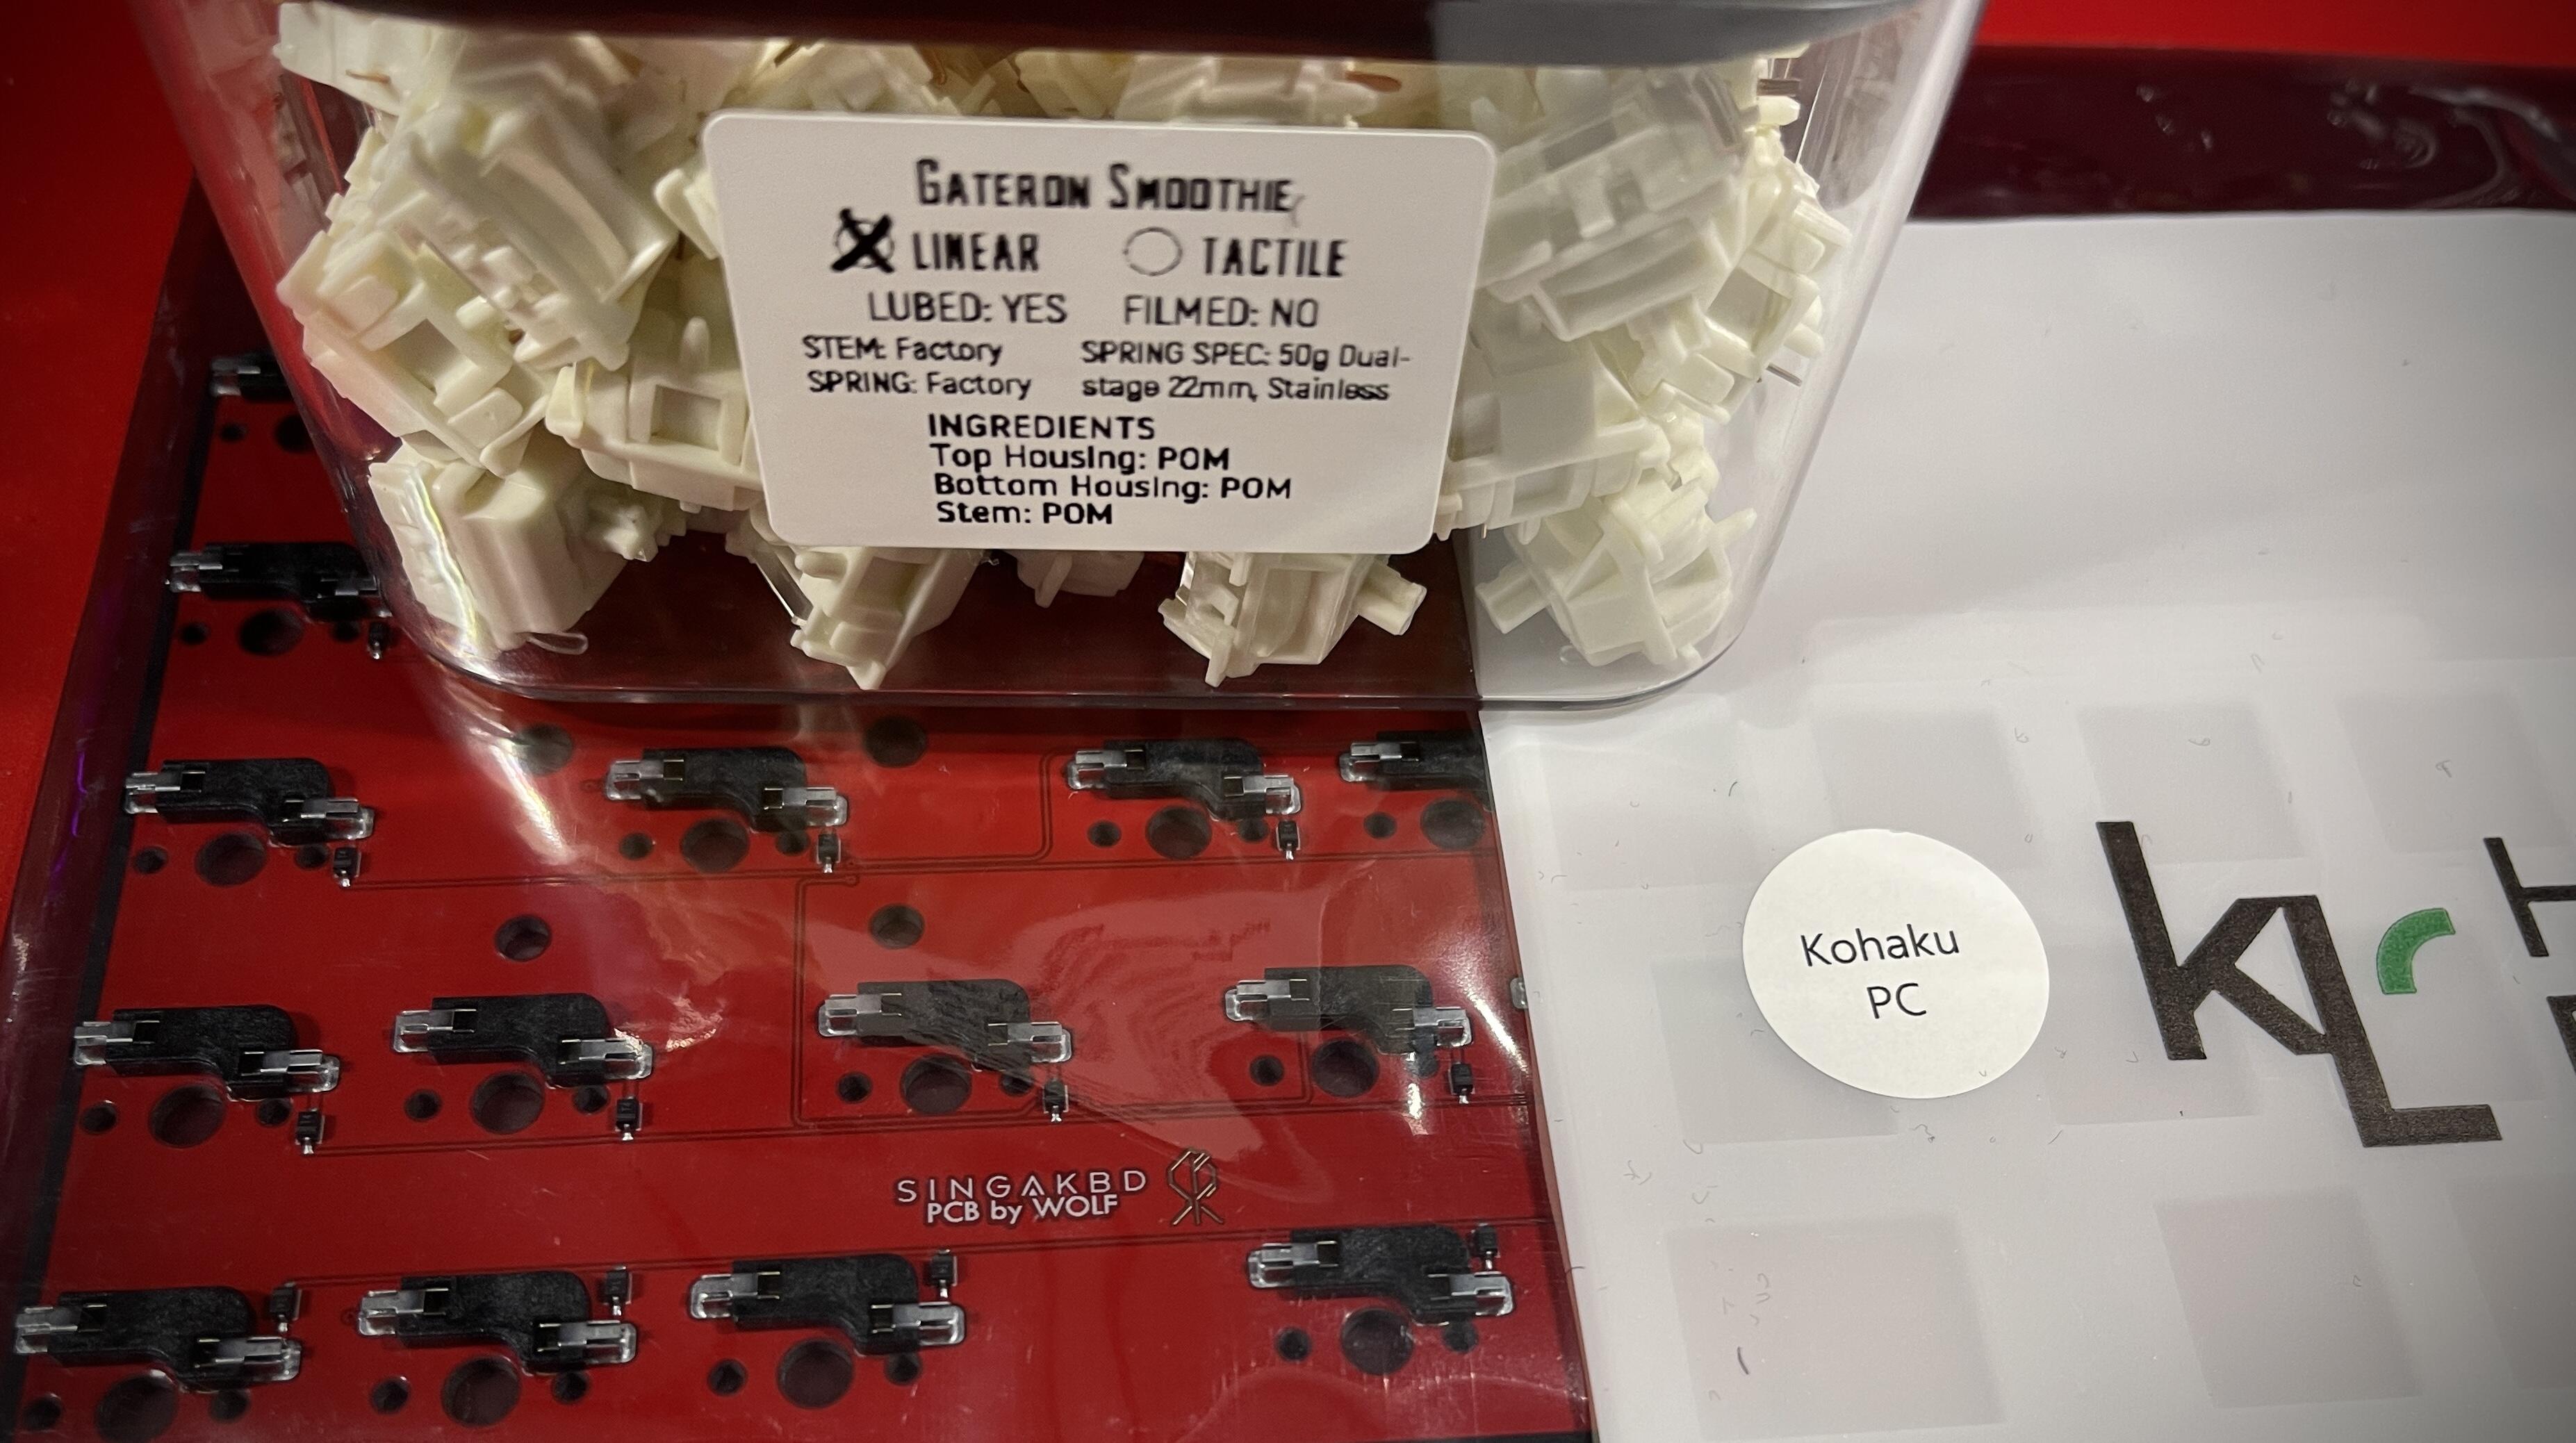 GATERON SMOOTHIE
LINEAR TACTILE
LUBED: YES FILMED: NO
STEM: Factory SPRING SPEC: 50g Dual-
SPRING: Factory stage 22mm, Stainless
INGREDIENTS
Top Housing: POM
Bottom Housing: POM
Stem: POM
Kohaku
PC
KL
SINGAKBD
PCB by WOLF